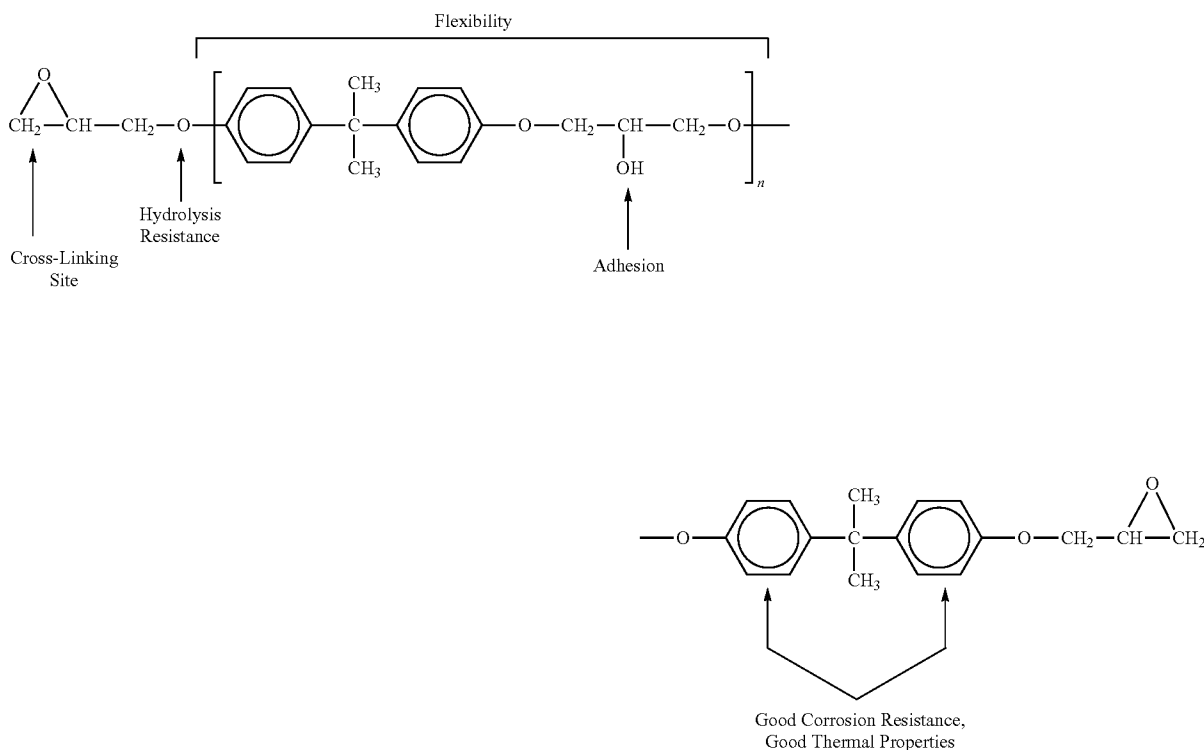 Flexibility
O
CH3
CH2 CH CH2 O C O CH2 CH CH2 O
CH3
OH
n
Hydrolysis
Resistance
Cross-Linking
Site
Adhesion
O
CH3
O C O CH2 CH CH2
CH3
Good Corrosion Resistance,
Good Thermal Properties